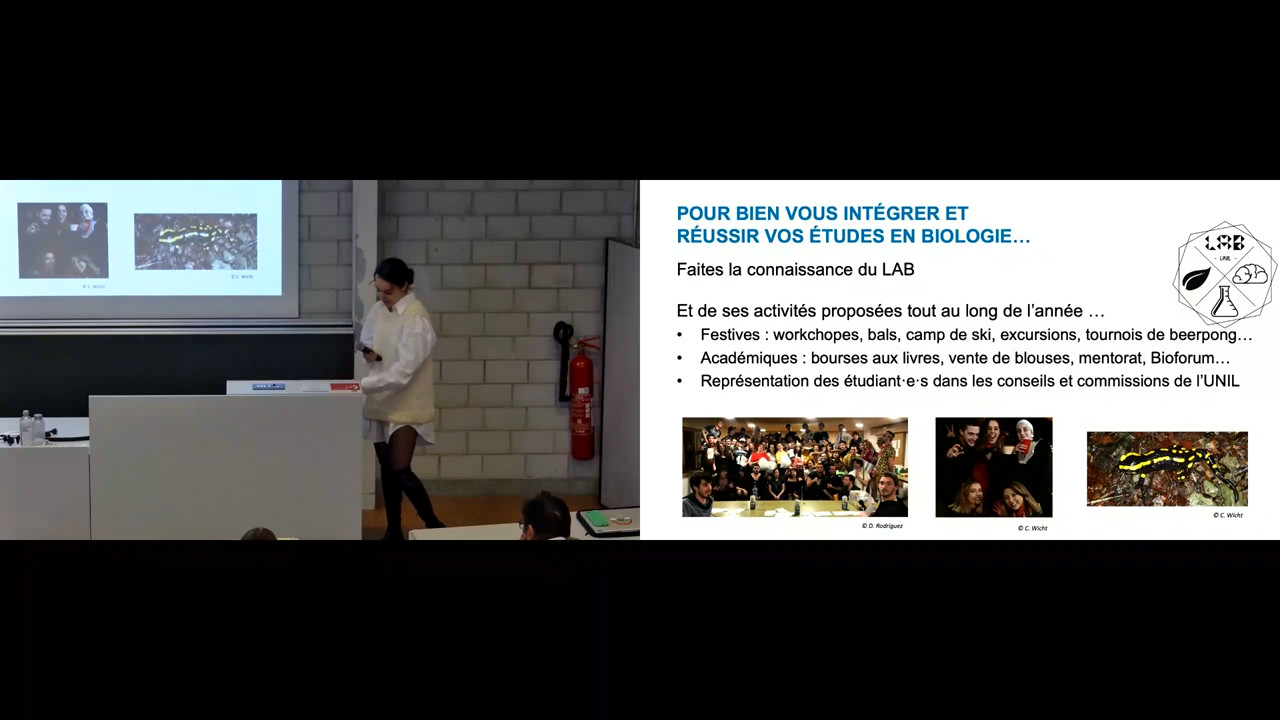 POUR BIEN VOUS INTÉGRER ET
RÉUSSIR VOS ÉTUDES EN BIOLOGIE…
Faites la connaissance du LAB
LAB
- UNIL -
Et de ses activités proposées tout au long de l’année …
• Festives : workchopes, bals, camp de ski, excursions, tournois de beerpong…
• Académiques : bourses aux livres, vente de blouses, mentorat, Bioforum…
• Représentation des étudiant·e·s dans les conseils et commissions de l’UNIL
© D. Rodriguez
© C. Wicht
© C. Wicht
© C. Wicht
© C. Wicht